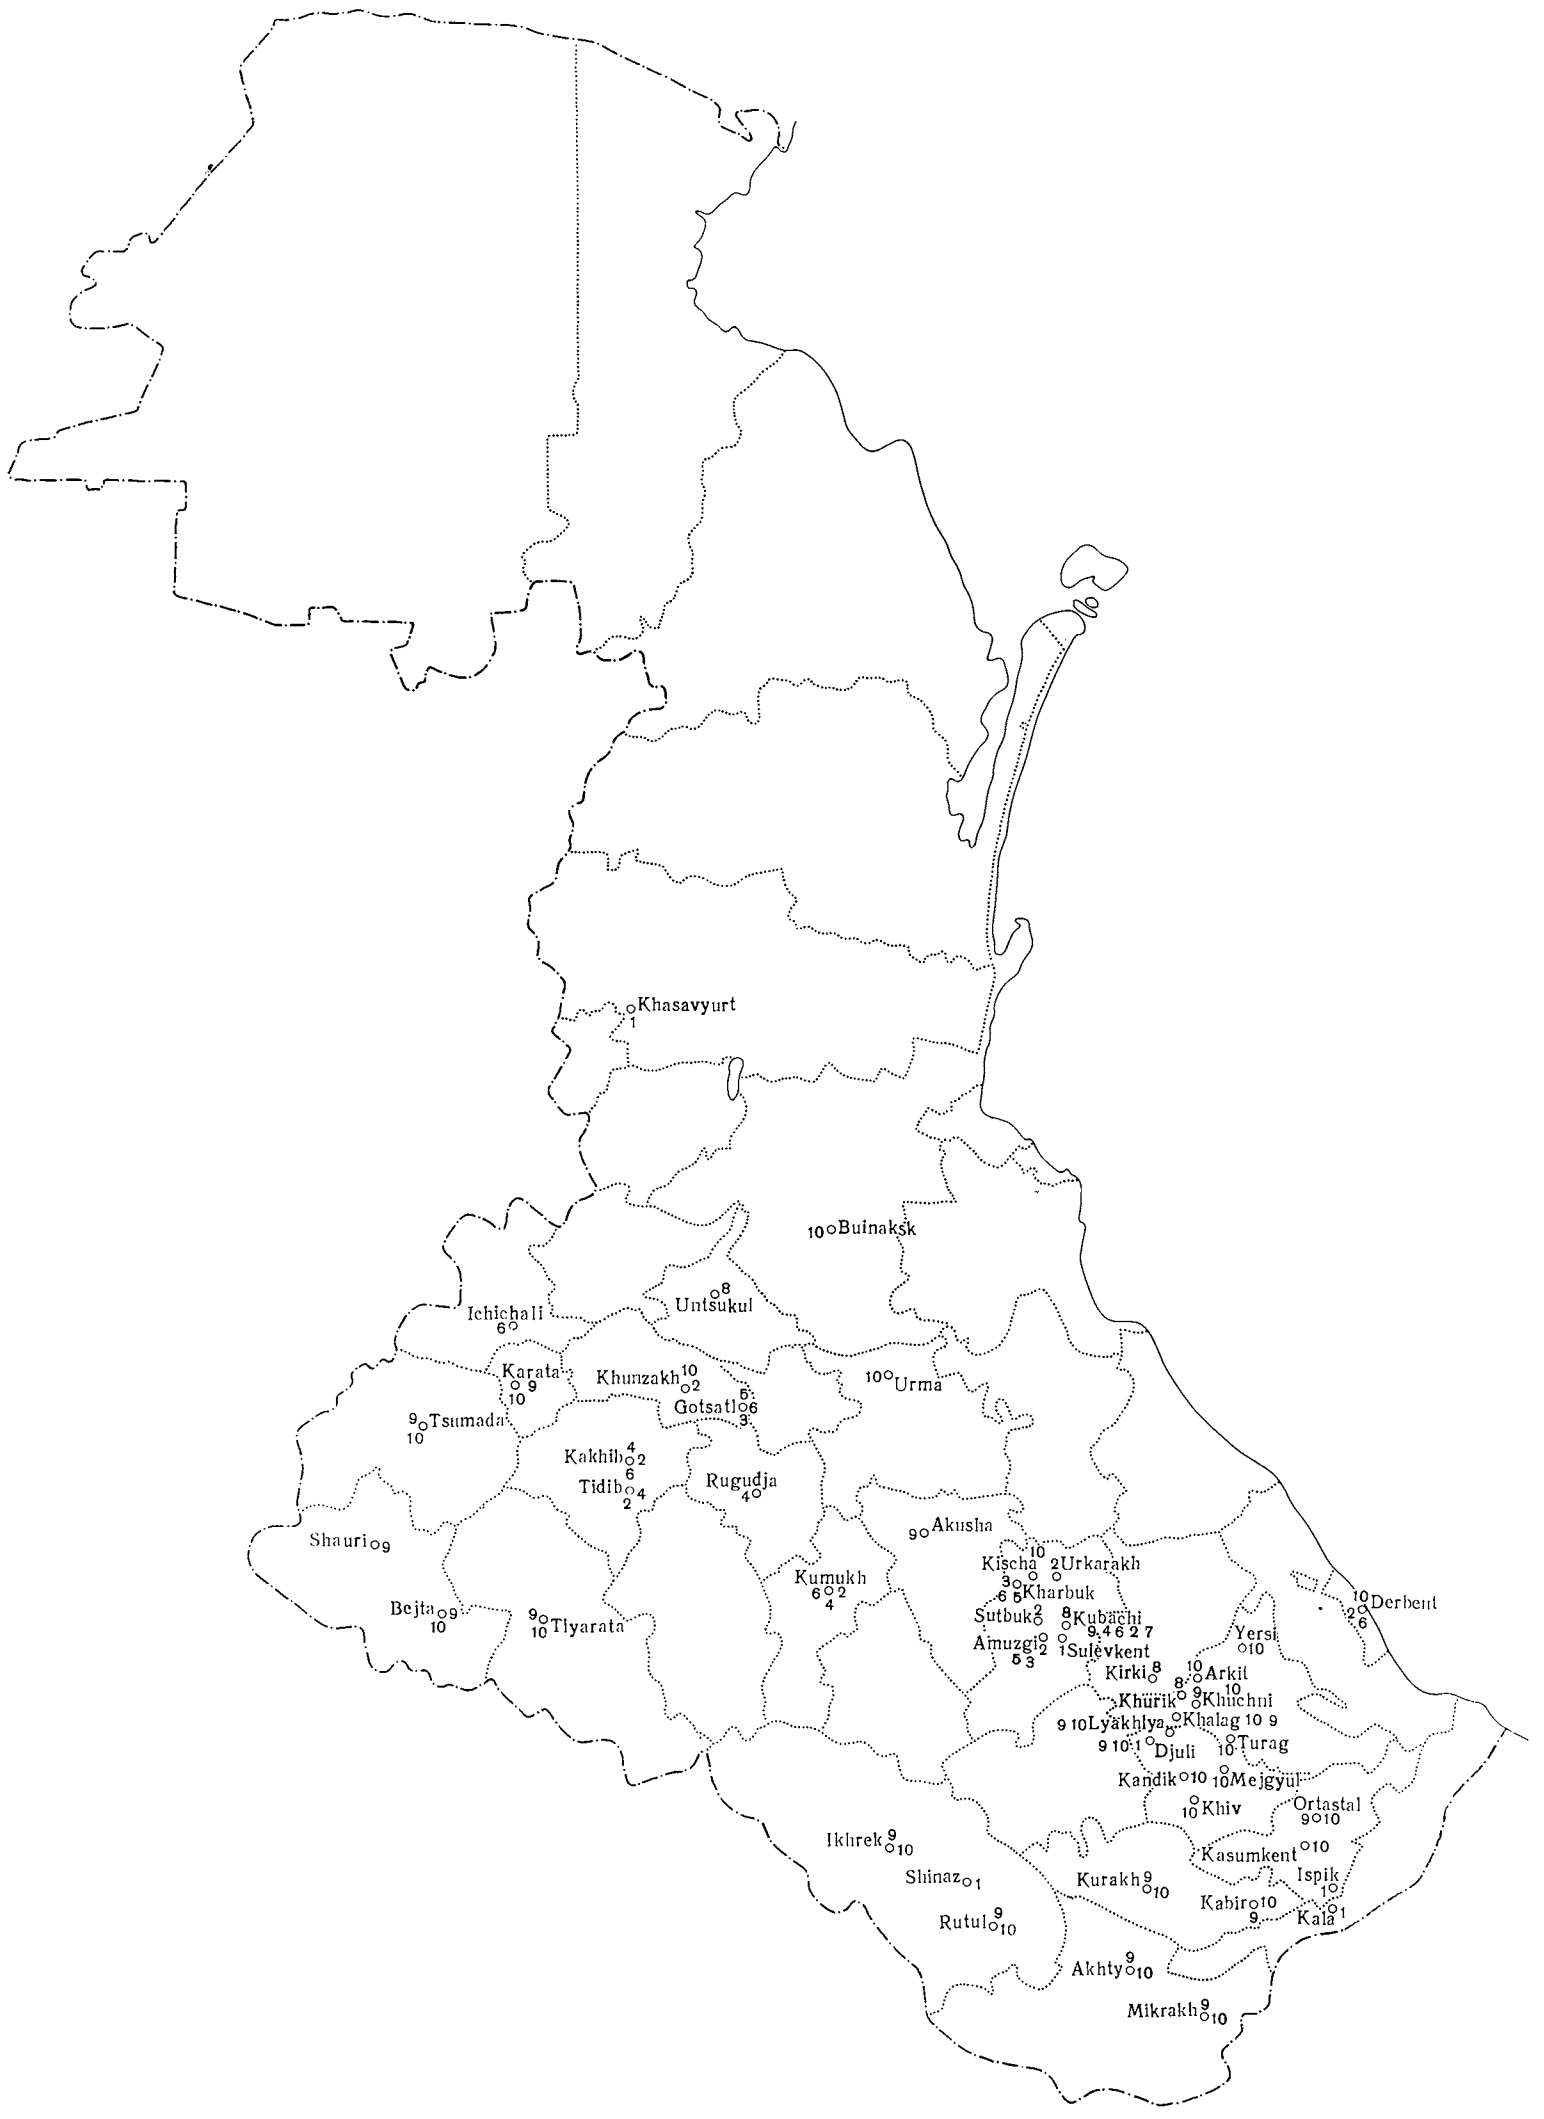 Khasavyurt
1
10 Buinaksk
8
Untsukul
Ichichali
6
Karata
9
10
Khunzakh 10
2
5
Gotsatl 6
3
10 Urma
9 Tsumada
10
4
Kakhib 2
6
Tidib 4
2
Rugudja
4
Shauri 9
9 Akusha
10
Kischa 2 Urkarakh
3
6 5 Kharbuk
Kumukh
6 2
4
Bejta 9
10
9 Tlyarata
10
Sutbuk 2
8 Kubachi
9 4 6 2 7
Amuzgi 2
5 3
1 Sulevkent
10
Derbent
2 6
Yersi
10
Kirki 8
10 Arkit
10
8
Khurik 9 Khuchni
9 10 Lyakhlya Khalag 10 9
9 10 1 Djuli
10 Turag
Kandik 10
10 Mejgyul
10 Khiv
Ortastal
9 10
Ikhrek 9
10
Kasumkent 10
Shinaz 1
Kurakh 9
10
Ispik
1
Kabir 10
9
Kala 1
Rutul 9
10
Akhty 9
10
Mikrakh 9
10